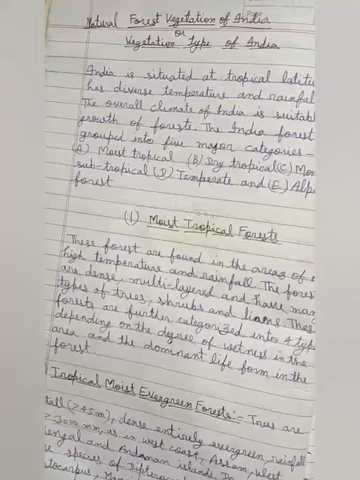 Natural Forest Vegetation of India
or
Vegetation type of India
India is situated at tropical latitu
has diverse temperature and rainfal
The overall climate of India is suitabl
growth of forests. The India forest
grouped into five major categories —
(A) Moist tropical (B) Dry tropical (C) Mon
sub-tropical (D) Temperate and (E) Alpi
forest
(1) Moist Tropical Forests
These forest are found in the areas of
high temperature and rainfall. The fores
are dense, multi-layered and have man
types of trees, shrubs and lianas. Thes
forests are further categorized into 4 typ
depending on the degree of wetness in the
area and the dominant life form in the
forest
) Tropical Moist Evergreen Forests:- Trees are
tall (>45m), dense entirely evergreen, rainfall
> 3000 mm, as in west coast, Assam, West
Bengal and Andaman islands.
species of Dipteroca